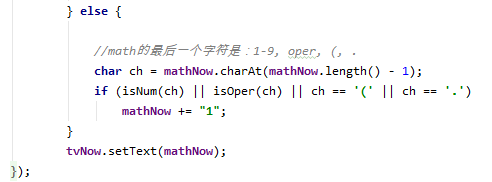 } else {
//math的最后一个字符是：1-9, oper, (, .
char ch = mathNow.charAt(mathNow.length() - 1);
if (isNum(ch) || isOper(ch) || ch == '(' || ch == '.')
mathNow += "1";
}
tvNow.setText(mathNow);
});